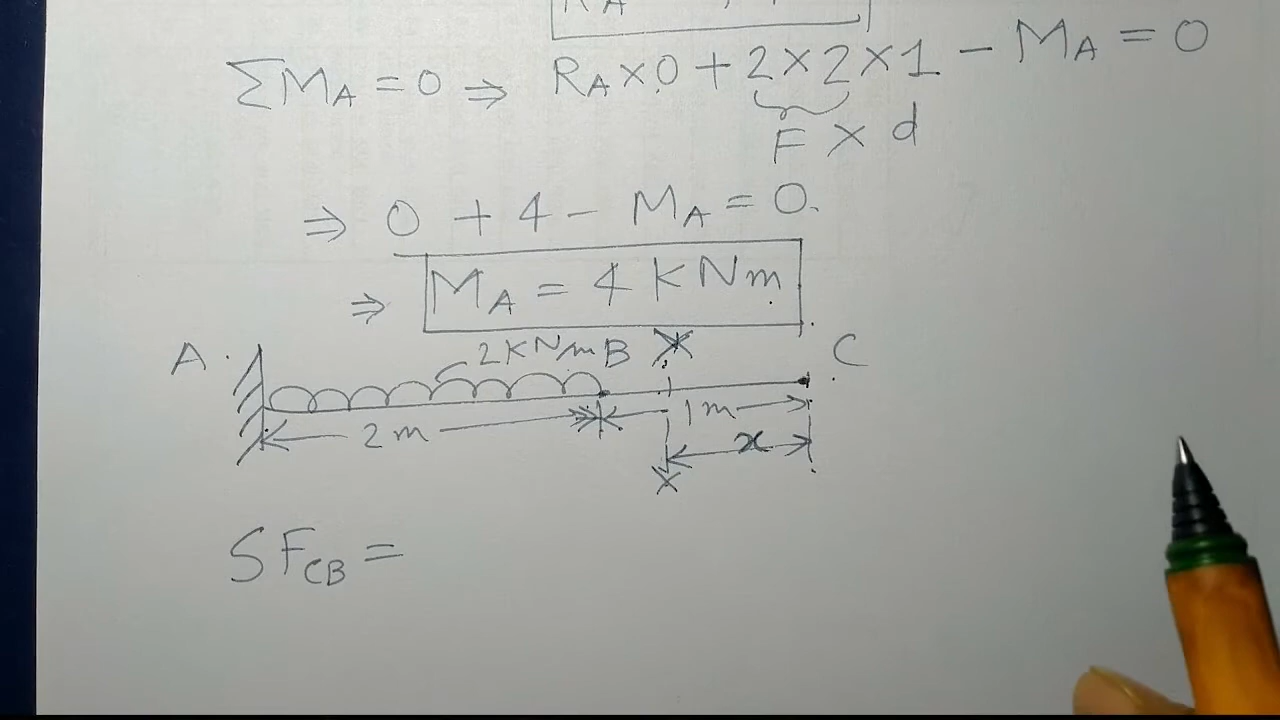 ΣM_A = 0 ⇒ R_A × 0 + 2 × 2 × 1 − M_A = 0
F × d
⇒ 0 + 4 − M_A = 0.
⇒ M_A = 4 kNm
A 2 kN/m B X C
2 m 1 m
x
X
SF_CB =